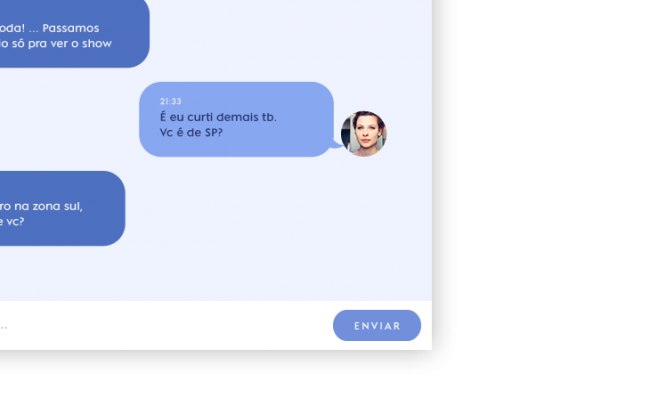 oda! ... Passamos
io só pra ver o show
21:33
É eu curti demais tb.
Vc é de SP?
ro na zona sul,
e vc?
...
ENVIAR